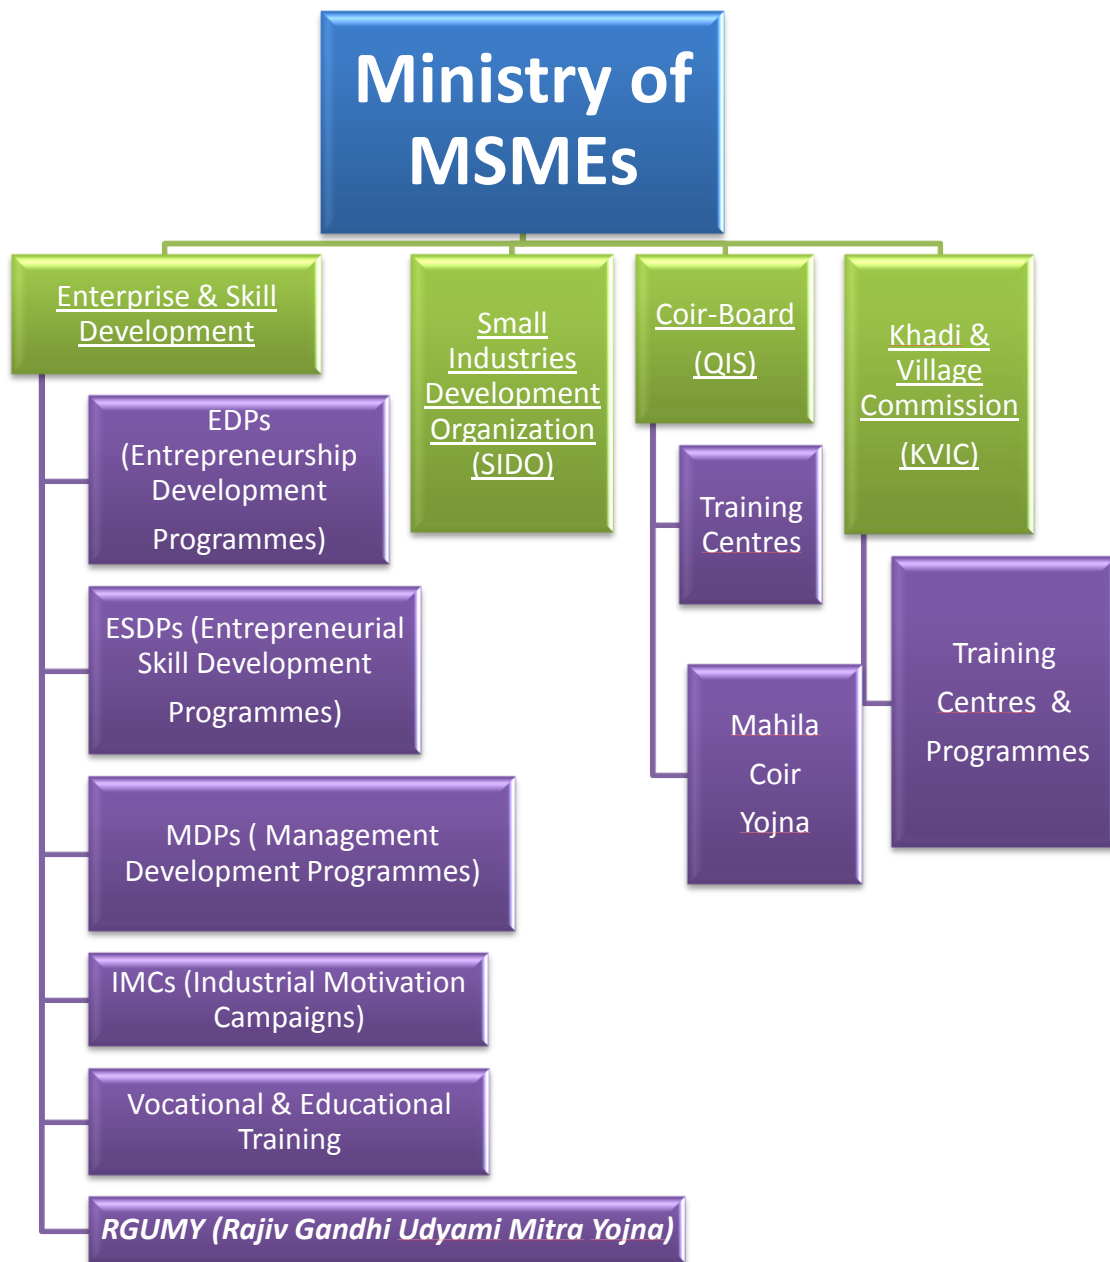 Ministry of
MSMEs
Enterprise & Skill
Development
EDPs
(Entrepreneurship
Development
Programmes)
ESDPs (Entrepreneurial
Skill Development
Programmes)
MDPs ( Management
Development Programmes)
IMCs (Industrial Motivation
Campaigns)
Vocational & Educational
Training
RGUMY (Rajiv Gandhi Udyami Mitra Yojna)
Small
Industries
Development
Organization
(SIDO)
Coir-Board
(QIS)
Training
Centres
Mahila
Coir
Yojna
Khadi &
Village
Commission
(KVIC)
Training
Centres &
Programmes